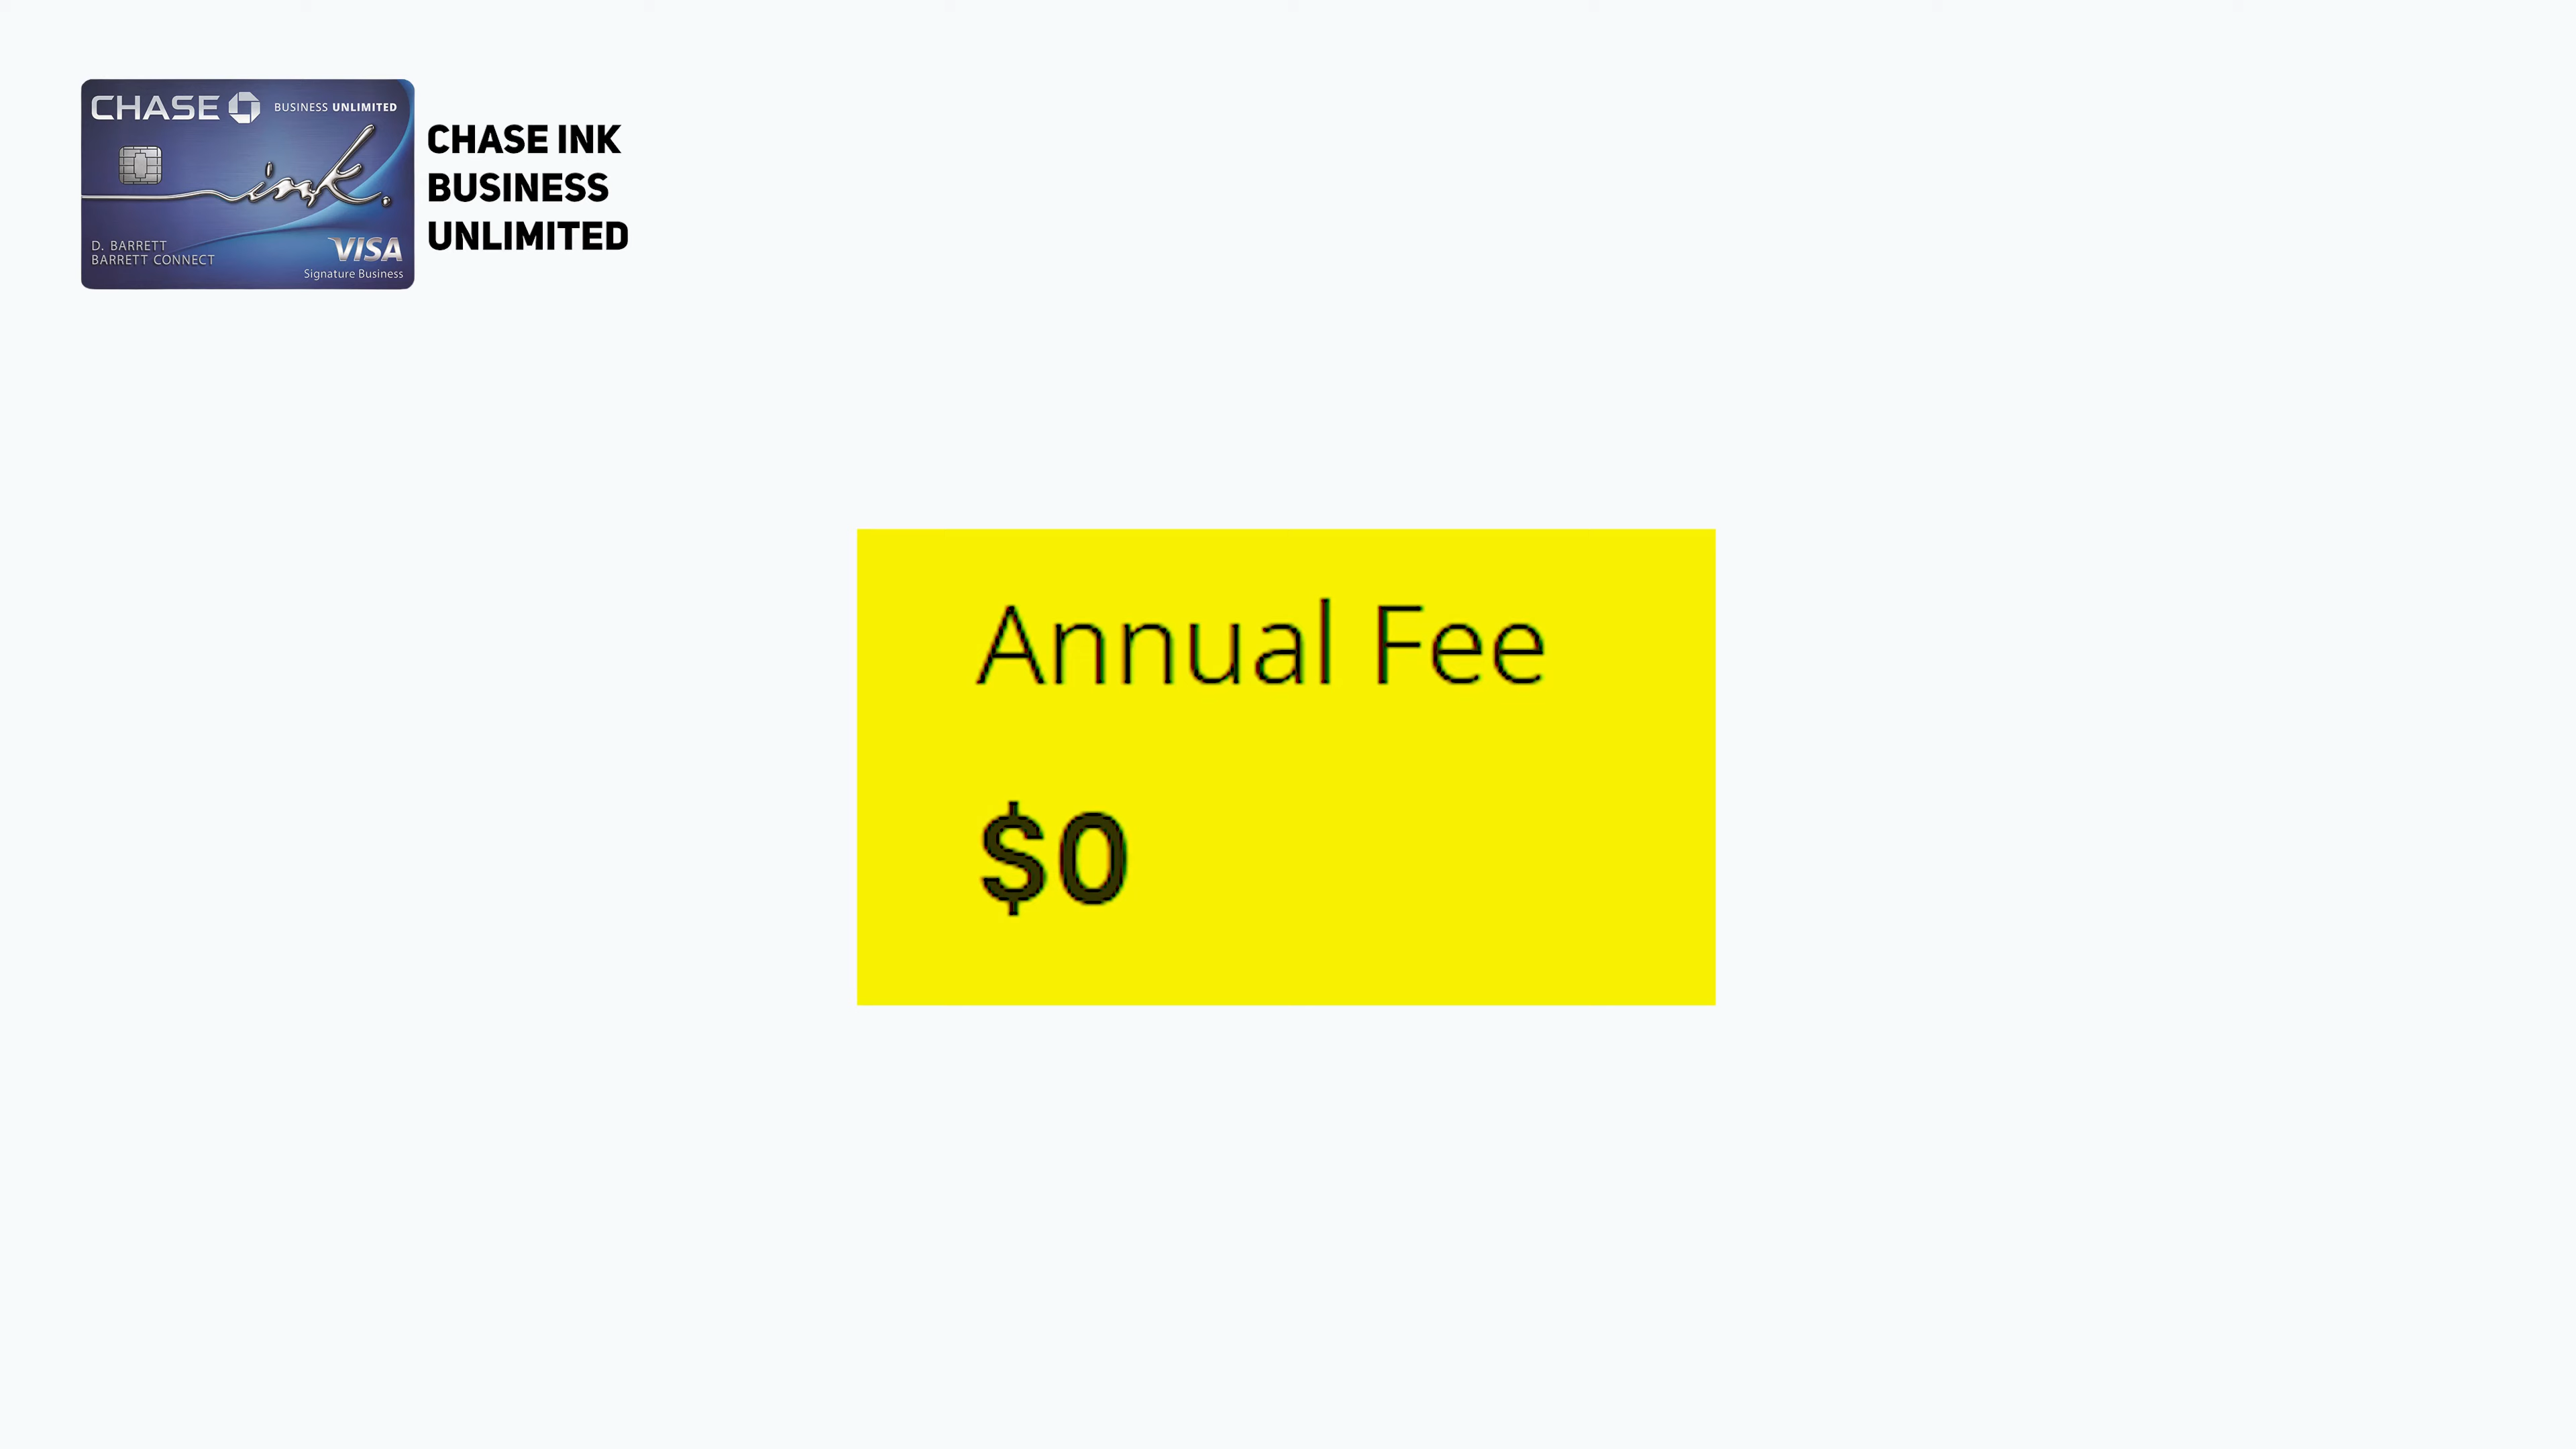 CHASE BUSINESS UNLIMITED
ink.
D. BARRETT
BARRETT CONNECT
VISA
Signature Business
CHASE INK
BUSINESS
UNLIMITED
Annual Fee
$0